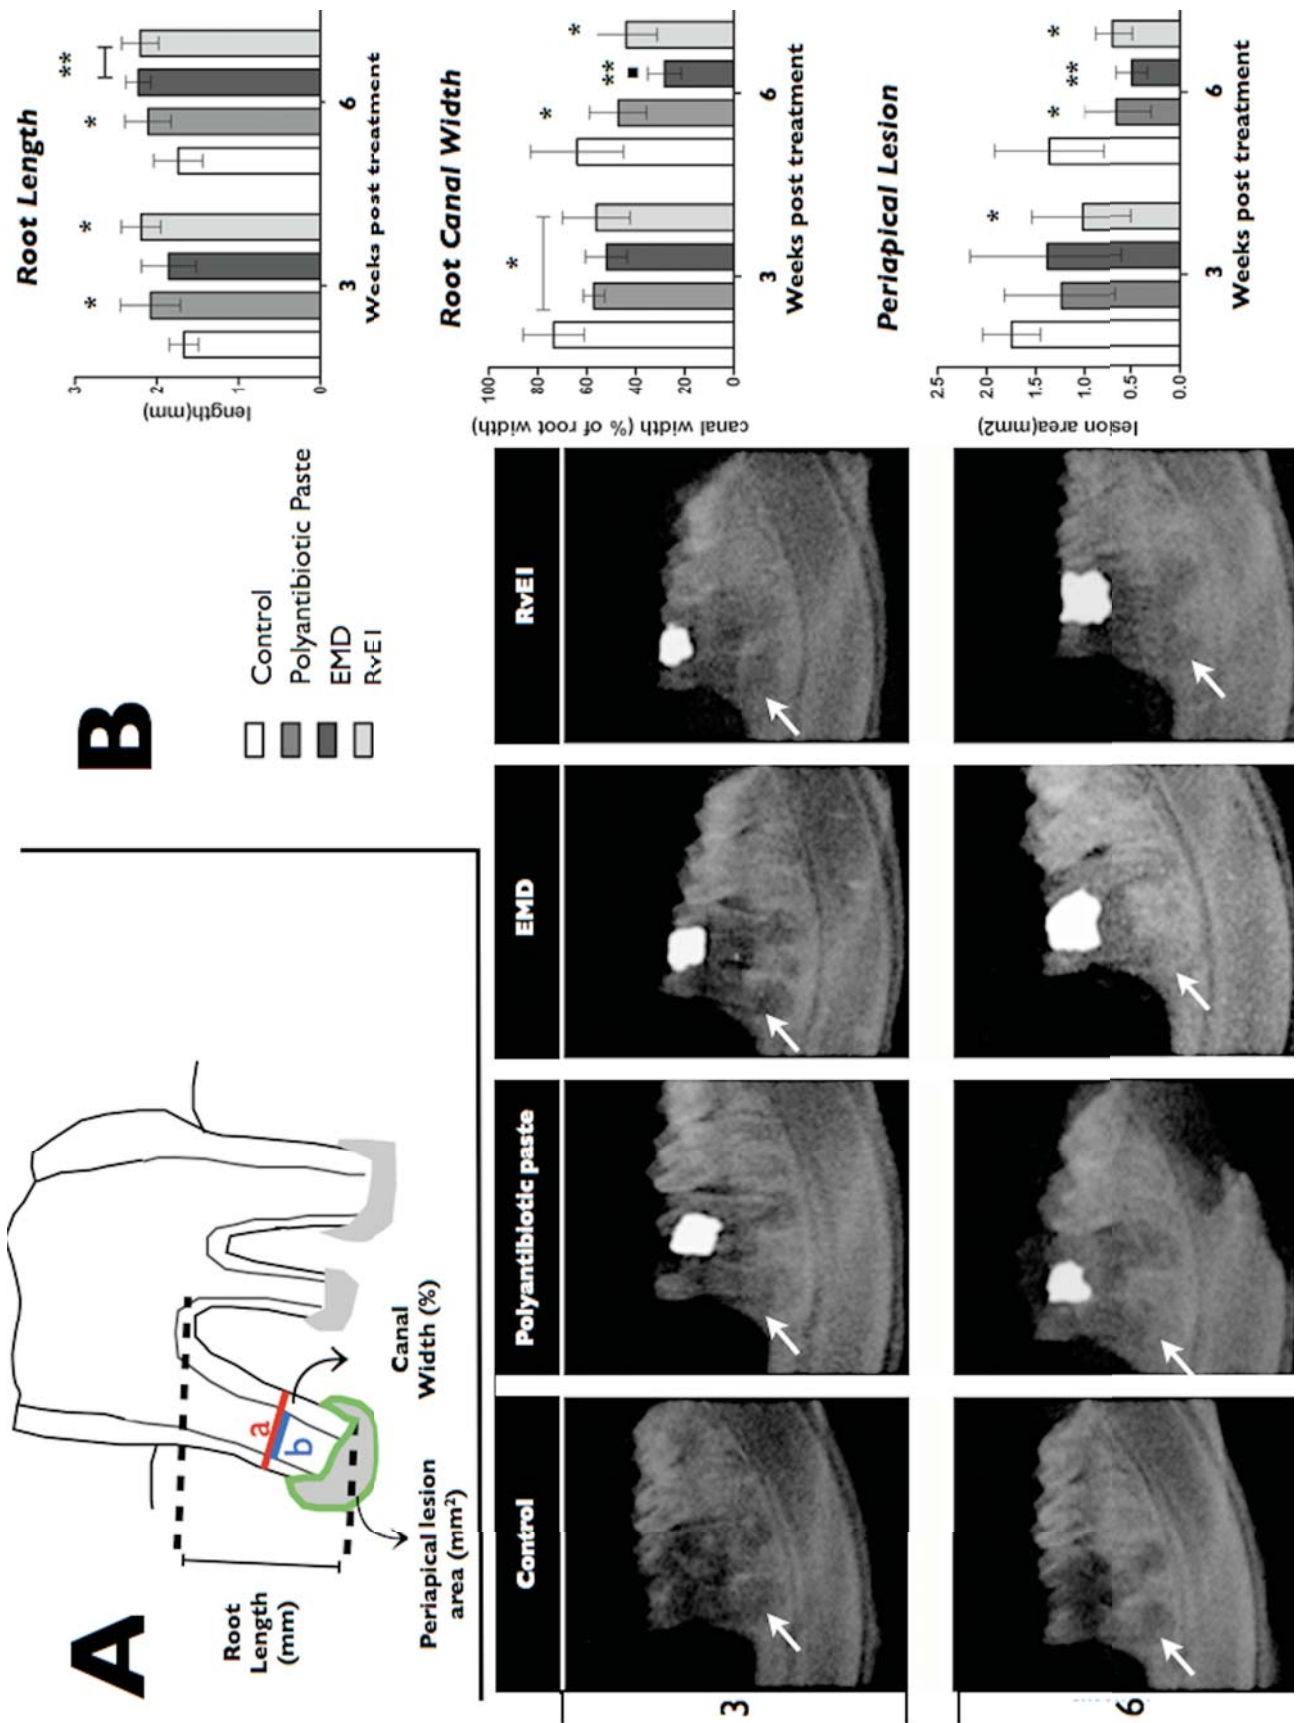 A
Root
Length
(mm)
a
b
Periapical lesion
area (mm²)
Canal
Width (%)
B
Control
Polyantibiotic Paste
EMD
RvE1
Root Length
length(mm)
3
2
1
0
*
*
*
**
3
6
Weeks post treatment
Root Canal Width
canal width (% of root width)
100
80
60
40
20
0
*
*
**
■
*
3
6
Weeks post treatment
Periapical Lesion
lesion area(mm2)
2.5
2.0
1.5
1.0
0.5
0.0
*
*
**
*
3
6
Weeks post treatment
Control
Polyantibiotic paste
EMD
RvE1
3
6